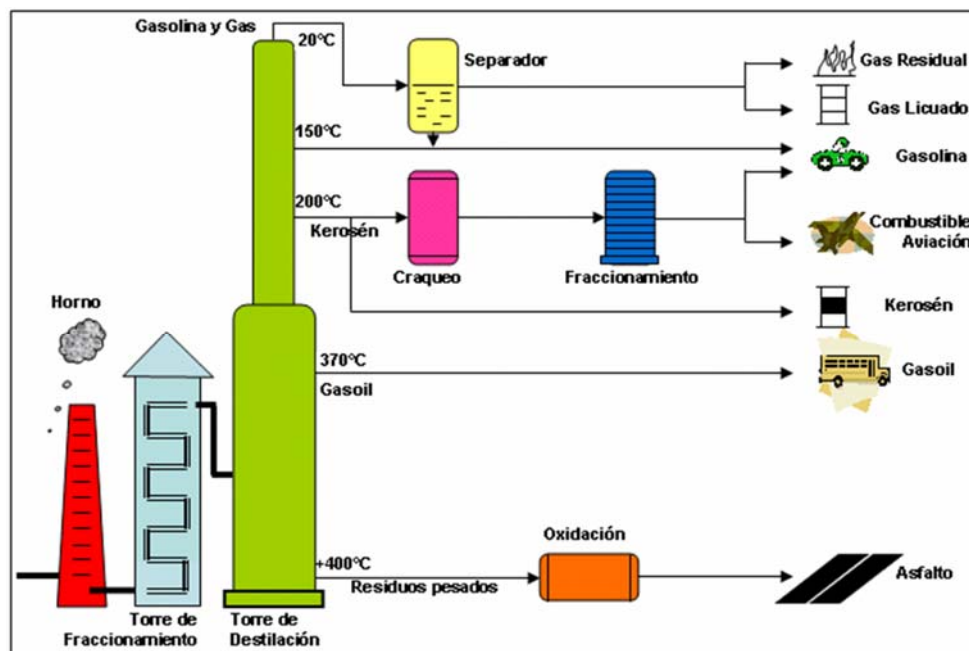 Gasolina y Gas
20°C
Separador
Gas Residual
Gas Licuado
150°C
Gasolina
200°C
Kerosén
Craqueo
Fraccionamiento
Combustible
Aviación
Horno
Kerosén
370°C
Gasoil
Gasoil
Oxidación
+400°C
Residuos pesados
Asfalto
Torre de
Fraccionamiento
Torre de
Destilación